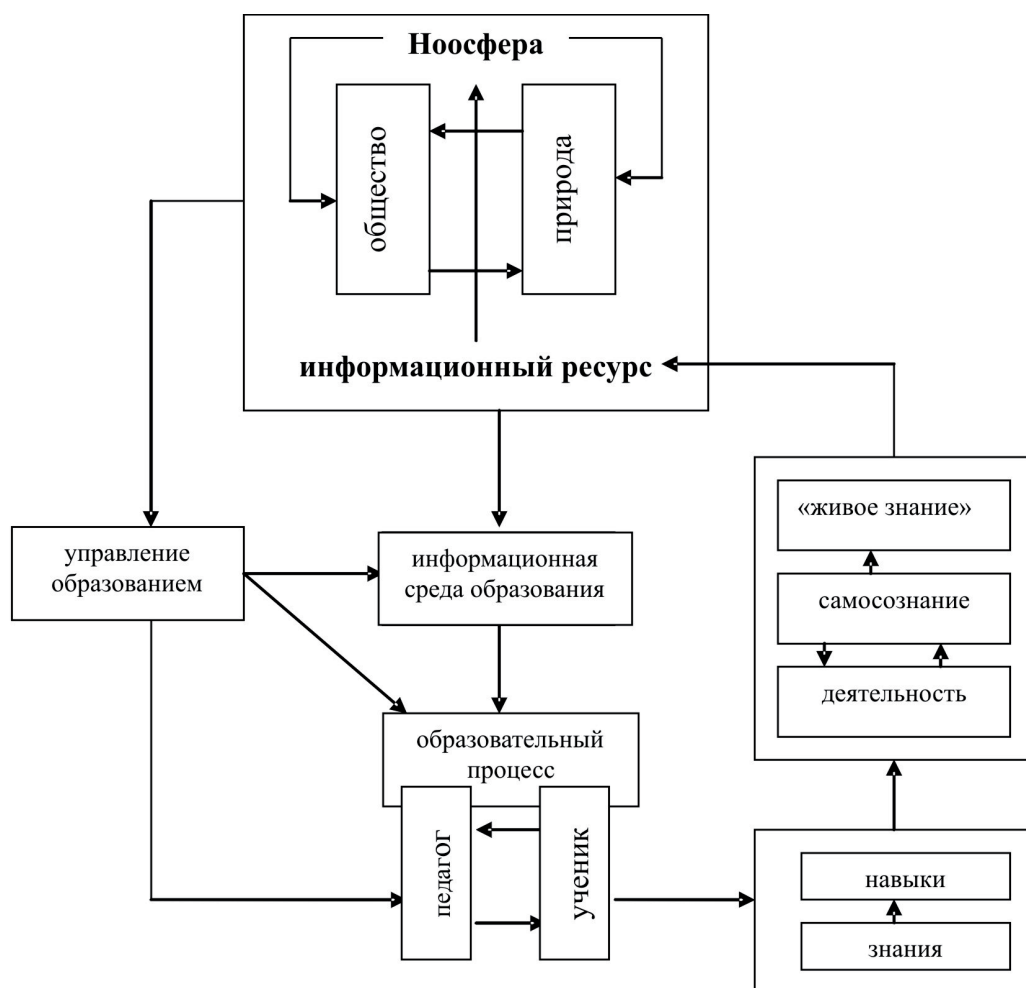 Ноосфера
общество
природа
информационный ресурс
управление
образованием
информационная
среда образования
образовательный
процесс
педагог
ученик
«живое знание»
самосознание
деятельность
навыки
знания